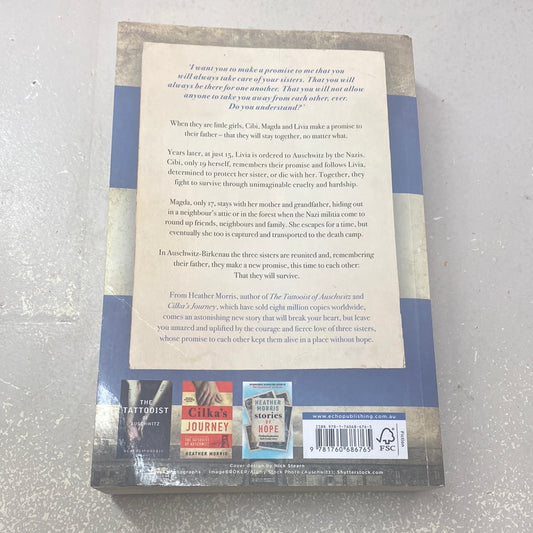 'I want you to make a promise to me that you
will always take care of your sisters. That you will
always be there for one another. That you will not allow
anyone to take you away from each other, ever.
Do you understand?'
When they are little girls, Cibi, Magda and Livia make a promise to
their father – that they will stay together, no matter what.
Years later, at just 15, Livia is ordered to Auschwitz by the Nazis.
Cibi, only 19 herself, remembers their promise and follows Livia,
determined to protect her sister, or die with her. Together, they
fight to survive through unimaginable cruelty and hardship.
Magda, only 17, stays with her mother and grandfather, hiding out
in a neighbour's attic or in the forest when the Nazi militia come to
round up friends, neighbours and family. She escapes for a time, but
eventually she too is captured and transported to the death camp.
In Auschwitz-Birkenau the three sisters are reunited and, remembering
their father, they make a new promise, this time to each other:
That they will survive.
From Heather Morris, author of The Tattooist of Auschwitz and
Cilka's Journey, which have sold eight million copies worldwide,
comes an astonishing new story that will break your heart, but leave
you amazed and uplifted by the courage and fierce love of three sisters,
whose promise to each other kept them alive in a place without hope.
THE
TATTOOIST
OF
AUSCHWITZ
Cilka's
JOURNEY
HEATHER MORRIS
HEATHER
MORRIS
stories
OF
HOPE
www.echopublishing.com.au
ISBN 978-1-76068-676-5
9 781760 686765
FSC
FICTION
Cover design by Nick Stearn
imageBROKER/Alamy Stock Photo (Auschwitz); Shutterstock.com